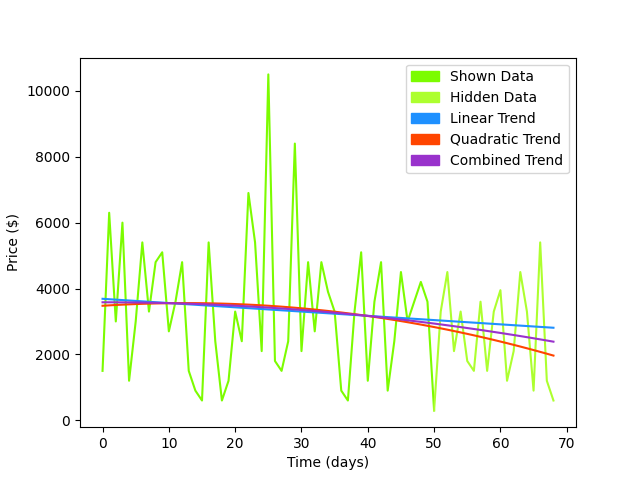 10000
8000
6000
4000
2000
0
Price ($)
0 10 20 30 40 50 60 70
Time (days)
Shown Data
Hidden Data
Linear Trend
Quadratic Trend
Combined Trend